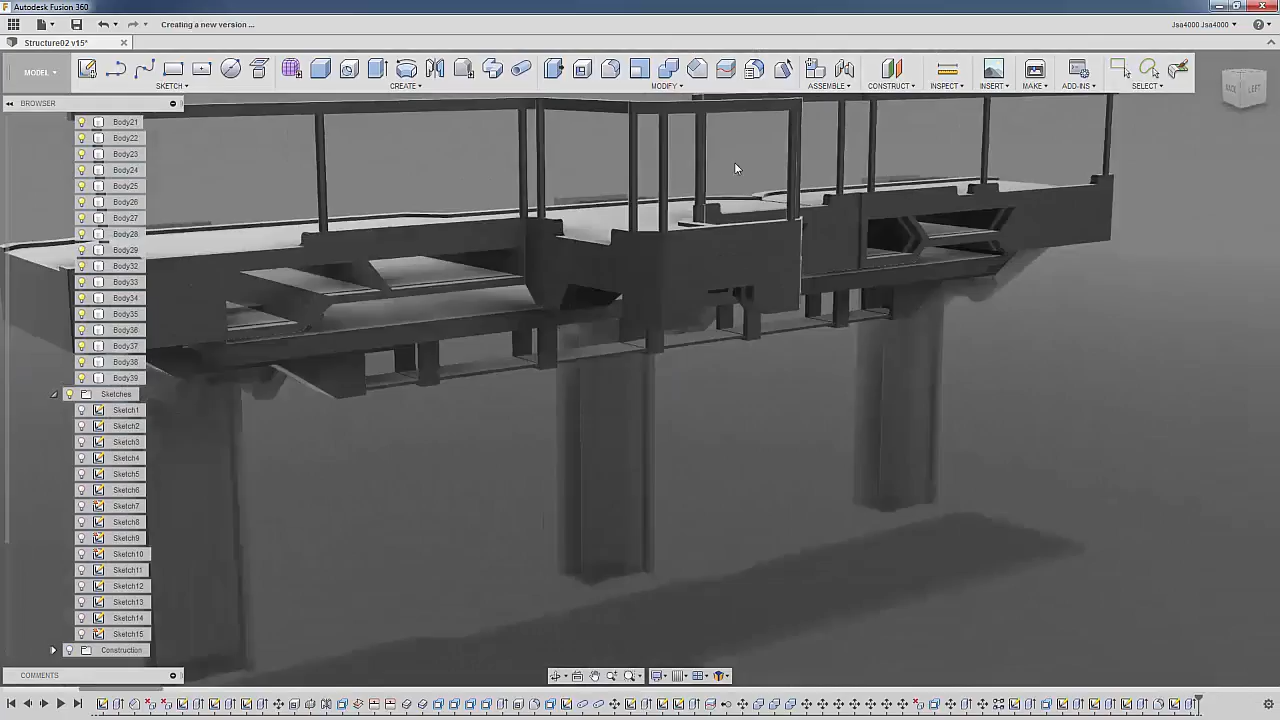 Autodesk Fusion 360
Creating a new version ...
Jsa4000 Jsa4000
Structure02 v15*
MODEL
SKETCH
CREATE
MODIFY
ASSEMBLE
CONSTRUCT
INSPECT
INSERT
MAKE
ADD-INS
SELECT
LEFT
BROWSER
Body21
Body22
Body23
Body24
Body25
Body26
Body27
Body28
Body29
Body32
Body33
Body34
Body35
Body36
Body37
Body38
Body39
Sketches
Sketch1
Sketch2
Sketch3
Sketch4
Sketch5
Sketch6
Sketch7
Sketch8
Sketch9
Sketch10
Sketch11
Sketch12
Sketch13
Sketch14
Sketch15
Construction
COMMENTS